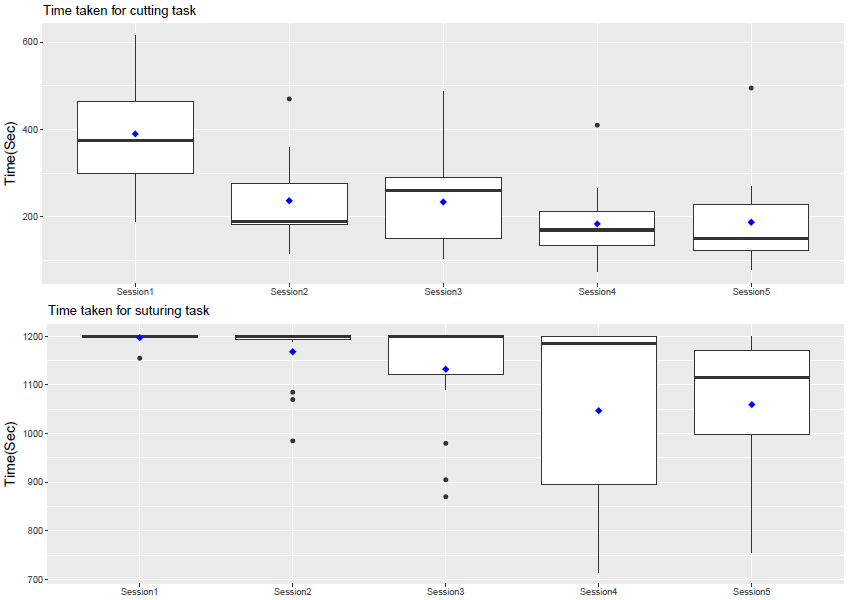 Time taken for cutting task
Time(Sec)
600
400
200
Session1 Session2 Session3 Session4 Session5
Time taken for suturing task
Time(Sec)
1200
1100
1000
900
800
700
Session1 Session2 Session3 Session4 Session5